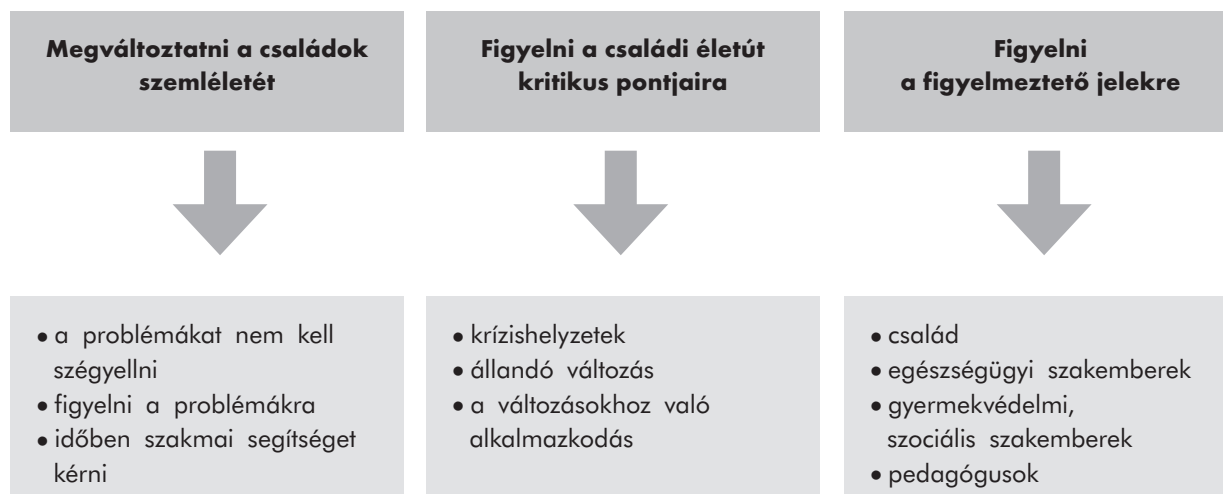 Megváltoztatni a családok
szemléletét
Figyelni a családi életút
kritikus pontjaira
Figyelni
a figyelmeztető jelekre
• a problémákat nem kell
szégyellni
• figyelni a problémákra
• időben szakmai segítséget
kérni
• krízishelyzetek
• állandó változás
• a változásokhoz való
alkalmazkodás
• család
• egészségügyi szakemberek
• gyermekvédelmi,
szociális szakemberek
• pedagógusok